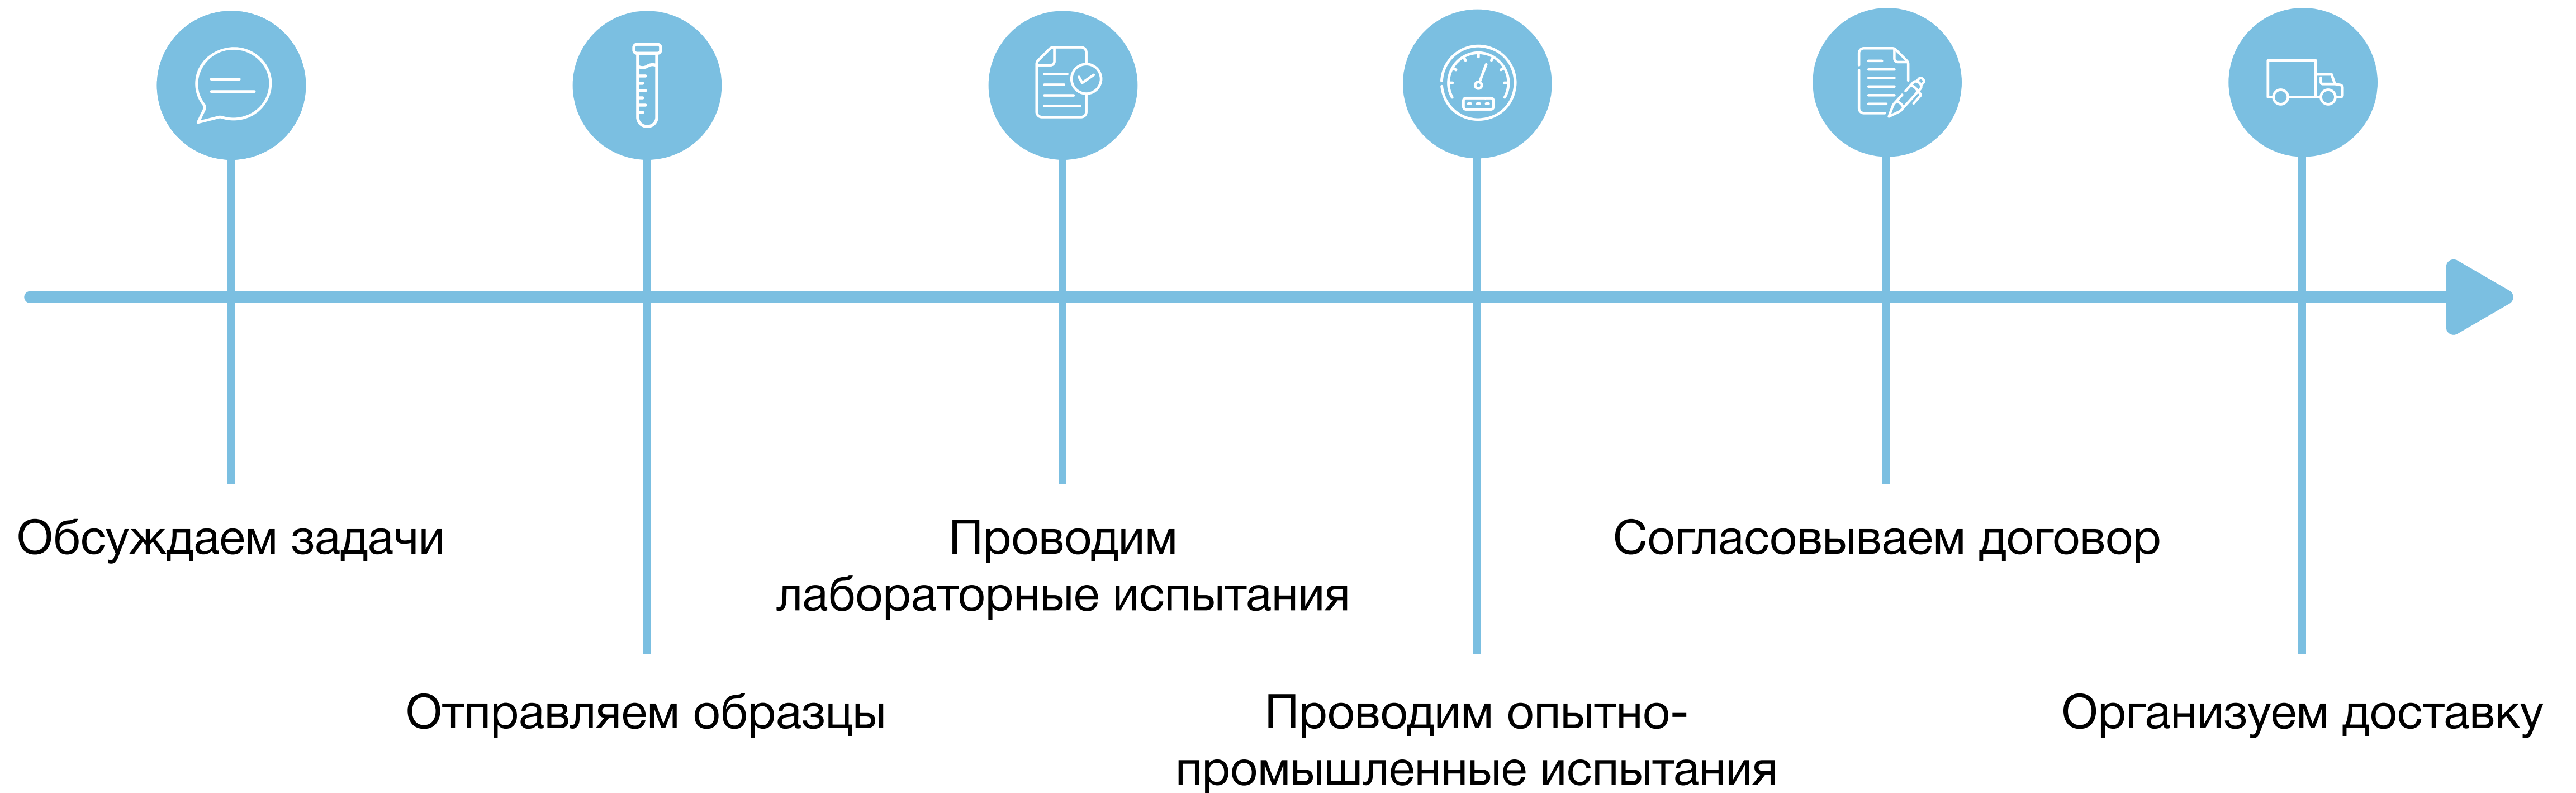 Обсуждаем задачи
Отправляем образцы
Проводим
лабораторные испытания
Проводим опытно-
промышленные испытания
Согласовываем договор
Организуем доставку